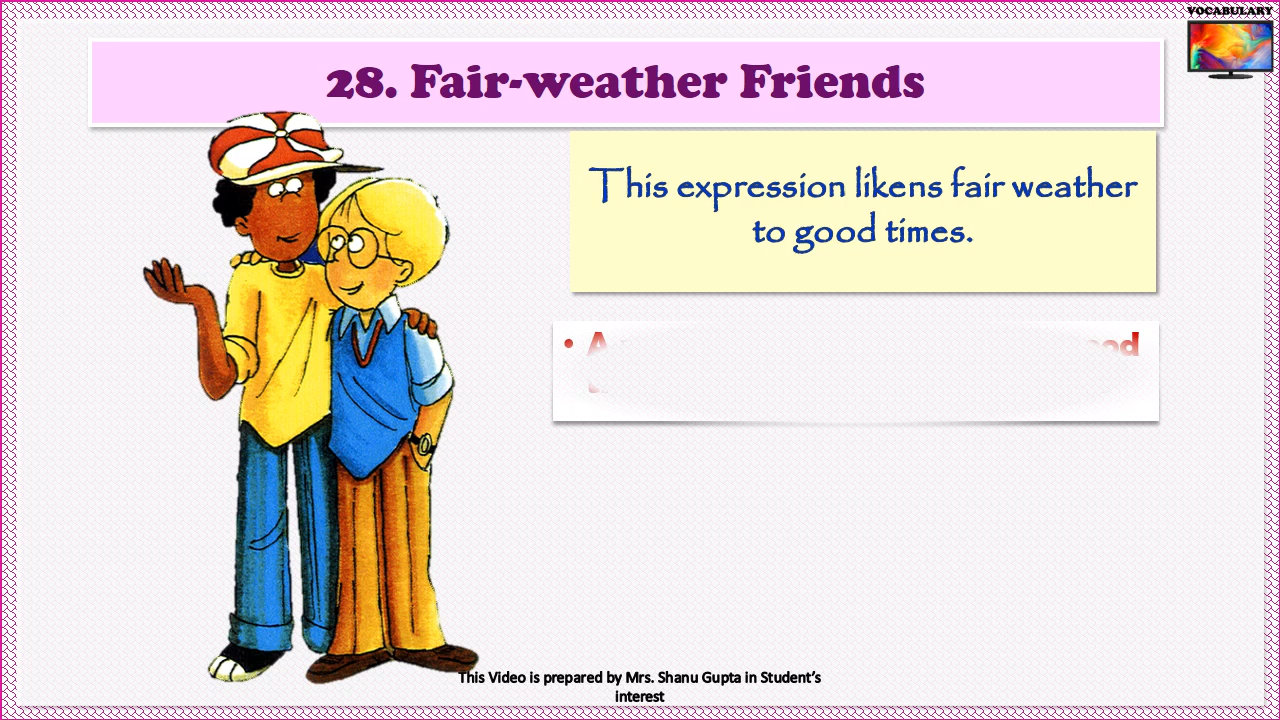 VOCABULARY
28. Fair-weather Friends
This expression likens fair weather
to good times.
This Video is prepared by Mrs. Shanu Gupta in Student’s
interest